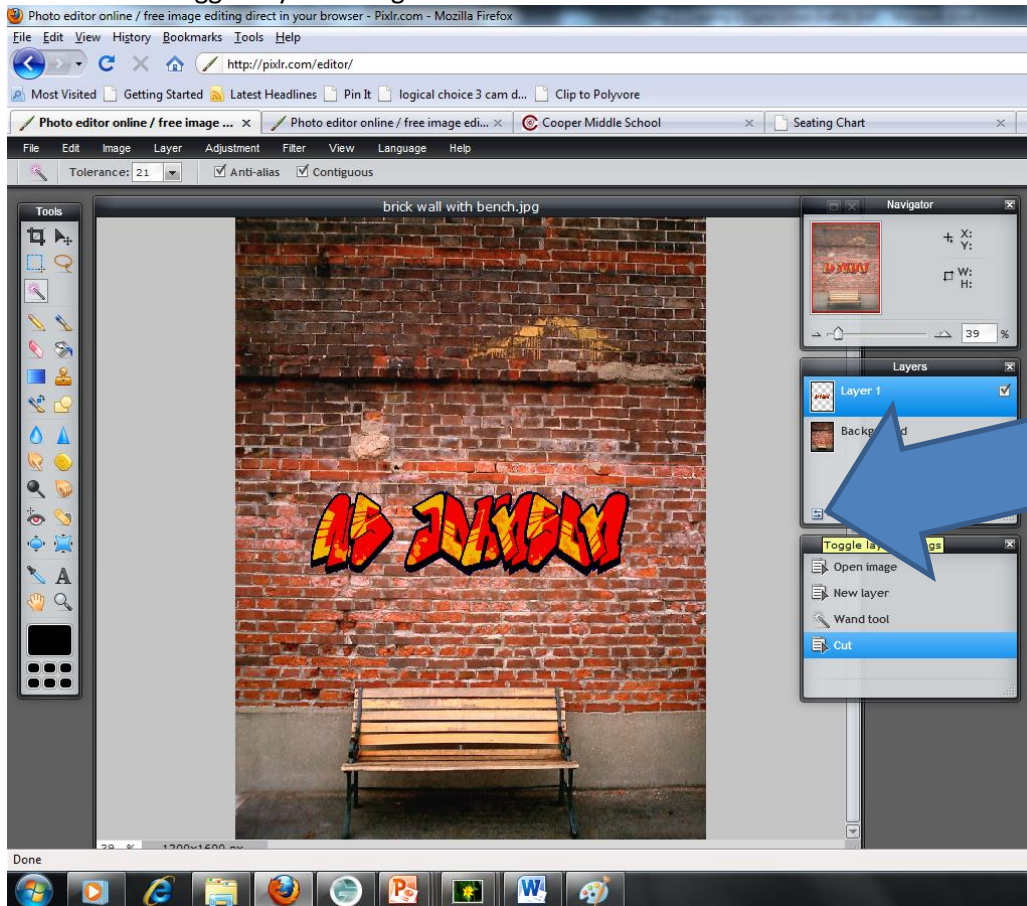 Photo editor online / free image editing direct in your browser - Pixlr.com - Mozilla Firefox
File Edit View History Bookmarks Tools Help
http://pixlr.com/editor/
Most Visited Getting Started Latest Headlines Pin It logical choice 3 cam d... Clip to Polyvore
Photo editor online / free image ... × Photo editor online / free image edi... × Cooper Middle School × Seating Chart ×
File Edit Image Layer Adjustment Filter View Language Help
Tolerance: 21 Anti-alias Contiguous
Tools
brick wall with bench.jpg
Navigator
X:
Y:
W:
H:
39 %
Layers
Layer 1
Background
Toggle
Open image
New layer
Wand tool
Cut
39 % 1200x1600 px
Done